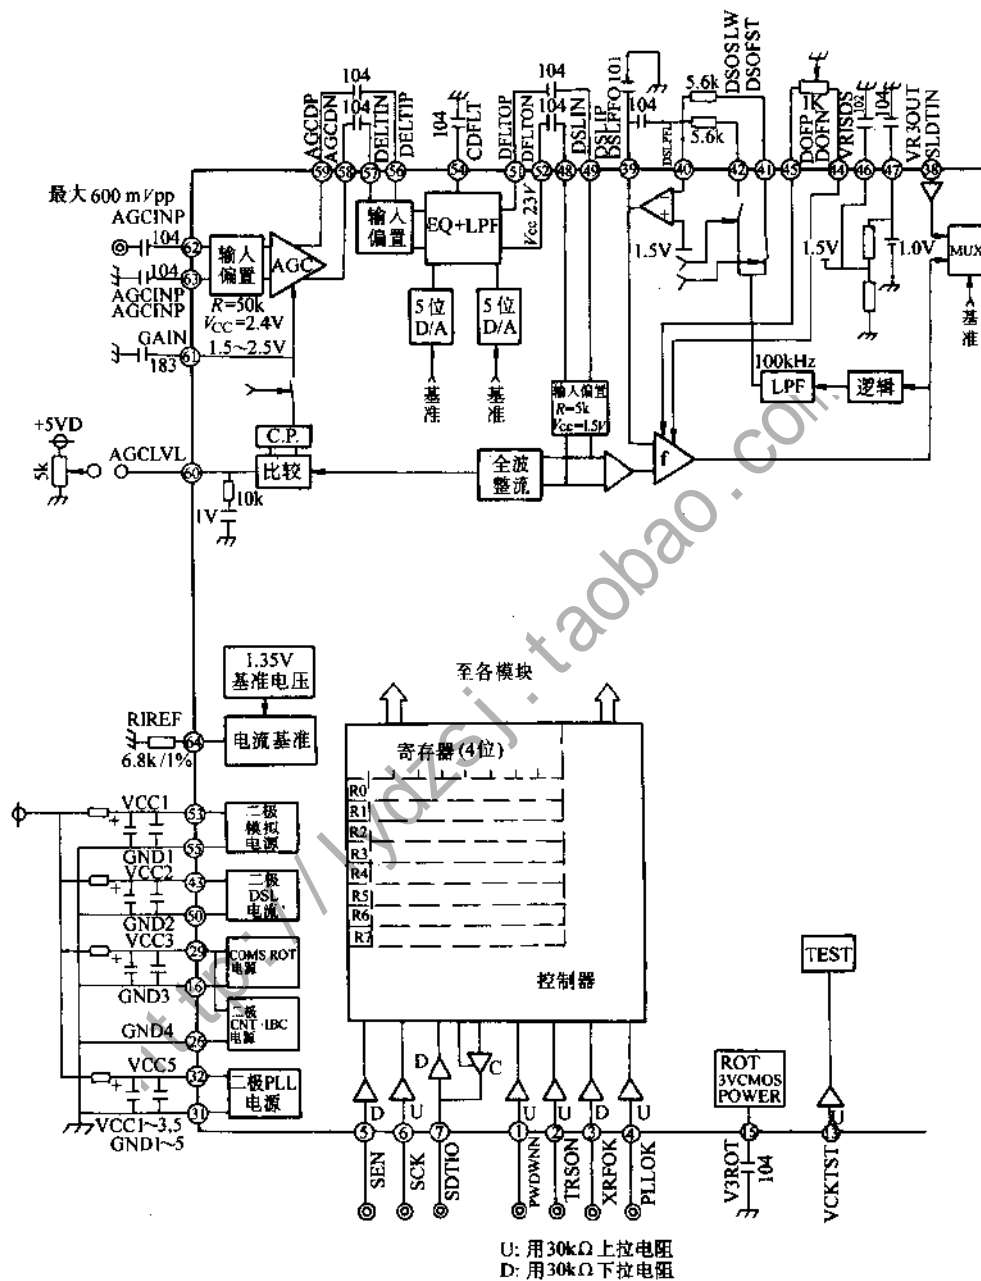 最大 600 mVpp
AGCINP
104
62
输入
偏置
AGC
104
63
AGCINP
AGCINP
R=50k
VCC=2.4V
GAIN
183
61
1.5~2.5V
C.P.
+5VD
5k
AGCLVL
60
比较
10k
1V
104
104
AGCDP
AGCDN
DELTIN
DELTIP
59
58
57
56
输入
偏置
104
CDFLT
54
EQ+LPF
5位
D/A
5位
D/A
基准
基准
104
104
DFLTOP
DFLTON
DSLIN
DSLIP
51
52
48
49
Vcc 23V
输入偏置
R=5k
VCC=1.5V
全波
整流
DSLPFO
101
39
104
5.6k
5.6k
DSLPFL
40
42
41
DSOSLW
DSOFST
1.5V
1K
DOFP
DOFN
VRISDS
102
104
45
44
46
47
1.5V
1.0V
VR3OUT
SLDTIN
38
MUX
基准
100kHz
LPF
逻辑
f
1.35V
基准电压
RIREF
6.8k/1%
64
电流基准
VCC1
53
二极
模拟
电源
GND1
55
VCC2
43
二极
DSL
电流
GND2
50
VCC3
29
COMS ROT
电源
GND3
16
二极
CNT·LBC
电源
GND4
26
VCC5
32
二极PLL
电源
31
VCC1~3,5
GND1~5
至各模块
寄存器(4位)
R0
R1
R2
R3
R4
R5
R6
R7
控制器
D
U
D
C
U
U
D
U
5
6
7
1
2
3
4
SEN
SCK
SDTIO
PWDWNN
TRSON
XRFOK
PLLOK
ROT
3VCMOS
POWER
15
V3ROT
104
TEST
U
13
VCKTST
U: 用30kΩ上拉电阻
D: 用30kΩ下拉电阻
http://lydzsj.taobao.com